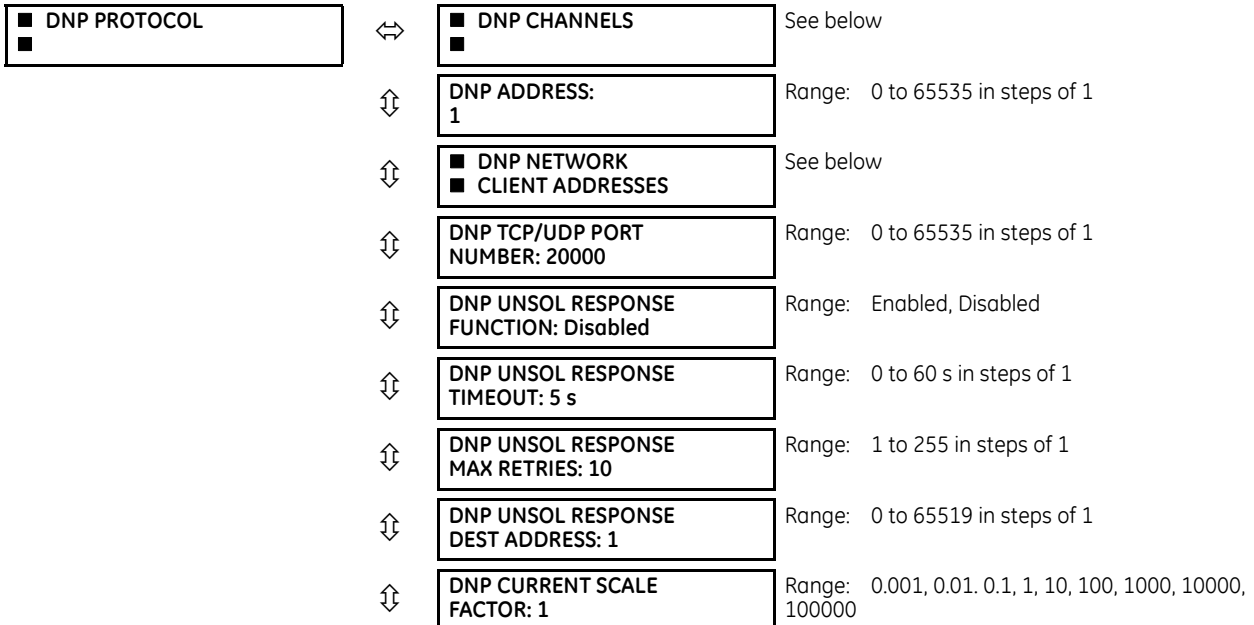 ■ DNP PROTOCOL
■
■ DNP CHANNELS
■
See below
DNP ADDRESS:
1
Range: 0 to 65535 in steps of 1
■ DNP NETWORK
■ CLIENT ADDRESSES
See below
DNP TCP/UDP PORT
NUMBER: 20000
Range: 0 to 65535 in steps of 1
DNP UNSOL RESPONSE
FUNCTION: Disabled
Range: Enabled, Disabled
DNP UNSOL RESPONSE
TIMEOUT: 5 s
Range: 0 to 60 s in steps of 1
DNP UNSOL RESPONSE
MAX RETRIES: 10
Range: 1 to 255 in steps of 1
DNP UNSOL RESPONSE
DEST ADDRESS: 1
Range: 0 to 65519 in steps of 1
DNP CURRENT SCALE
FACTOR: 1
Range: 0.001, 0.01. 0.1, 1, 10, 100, 1000, 10000,
100000